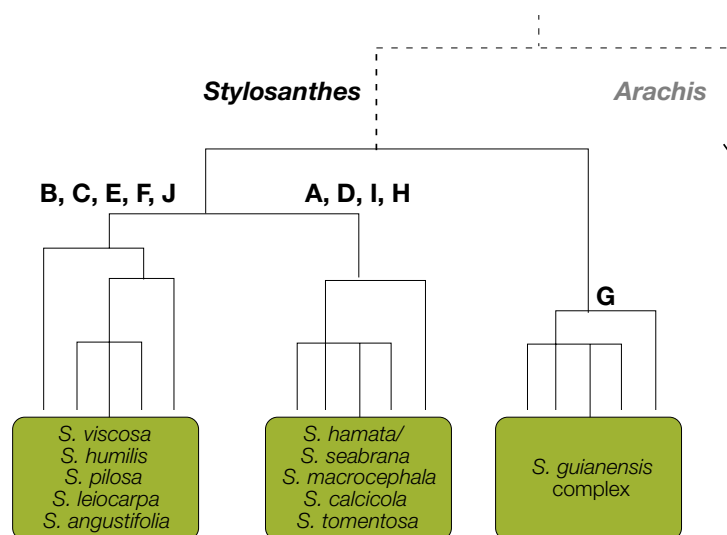 Stylosanthes
Arachis
B, C, E, F, J
A, D, I, H
G
S. viscosa
S. humilis
S. pilosa
S. leiocarpa
S. angustifolia
S. hamata/
S. seabrana
S. macrocephala
S. calcicola
S. tomentosa
S. guianensis
complex